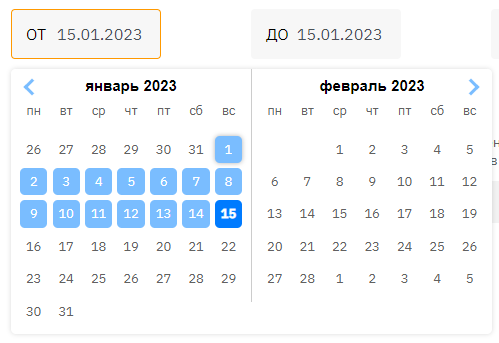 ОТ 15.01.2023 ДО 15.01.2023
январь 2023 февраль 2023
пн вт ср чт пт сб вс пн вт ср чт пт сб вс
26 27 28 29 30 31 1 1 2 3 4 5
2 3 4 5 6 7 8 6 7 8 9 10 11 12
9 10 11 12 13 14 15 13 14 15 16 17 18 19
16 17 18 19 20 21 22 20 21 22 23 24 25 26
23 24 25 26 27 28 29 27 28 1 2 3 4 5
30 31